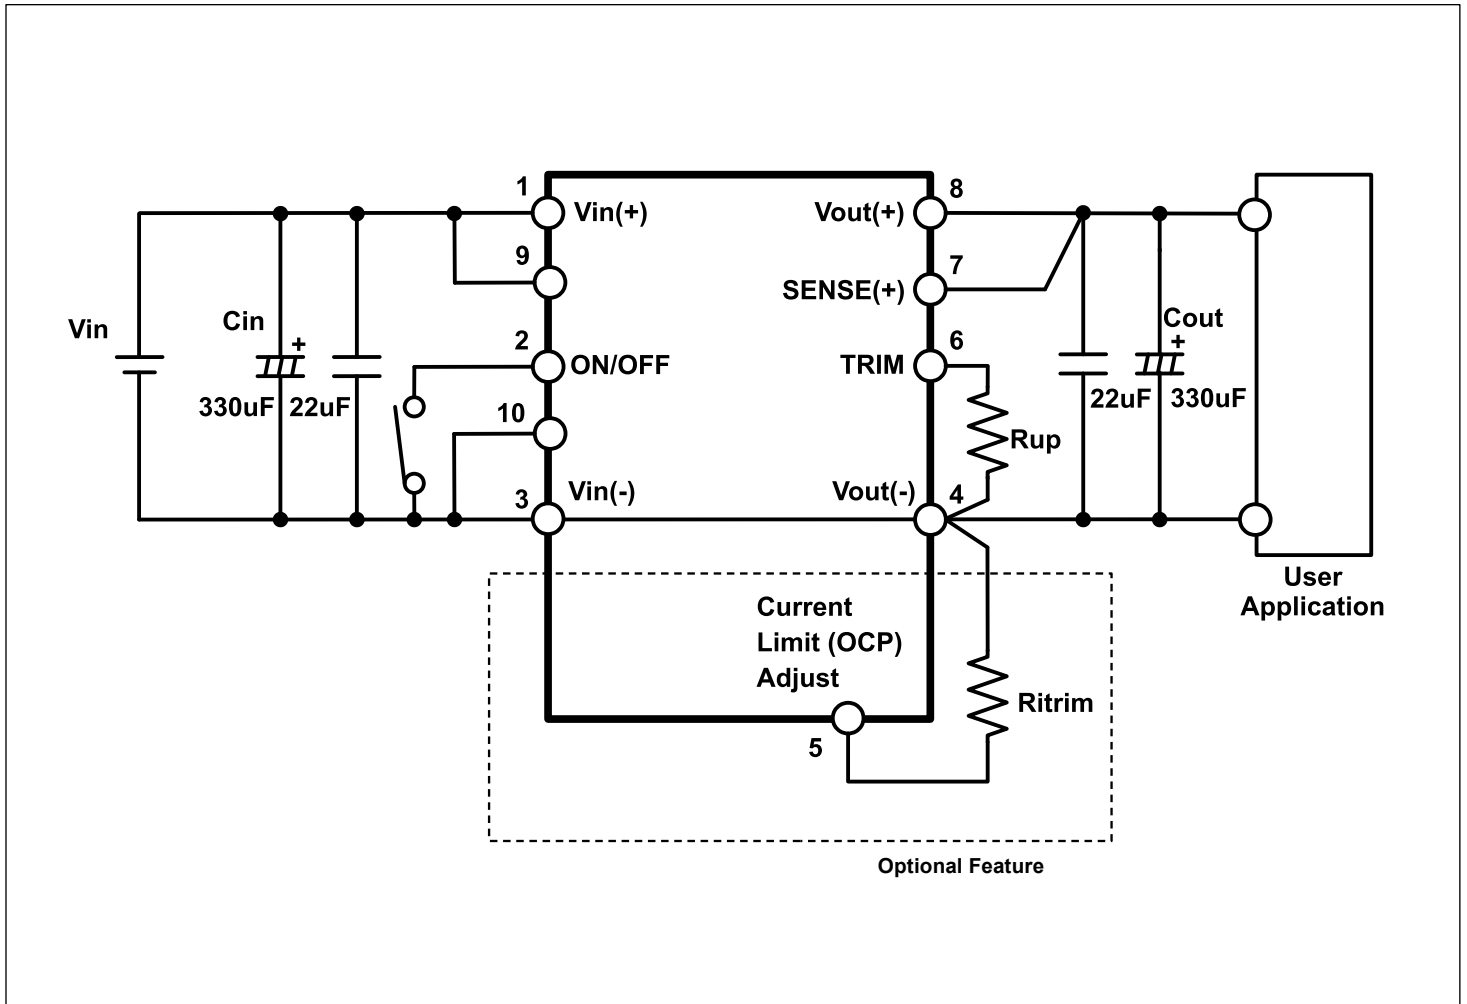 1
8
Vin(+)
Vout(+)
9
7
SENSE(+)
Vin
Cin
+
2
ON/OFF
TRIM
6
Cout
+
330uF
22uF
10
Rup
22uF
330uF
3
Vin(-)
Vout(-)
4
User
Application
Current
Limit (OCP)
Adjust
Ritrim
5
Optional Feature